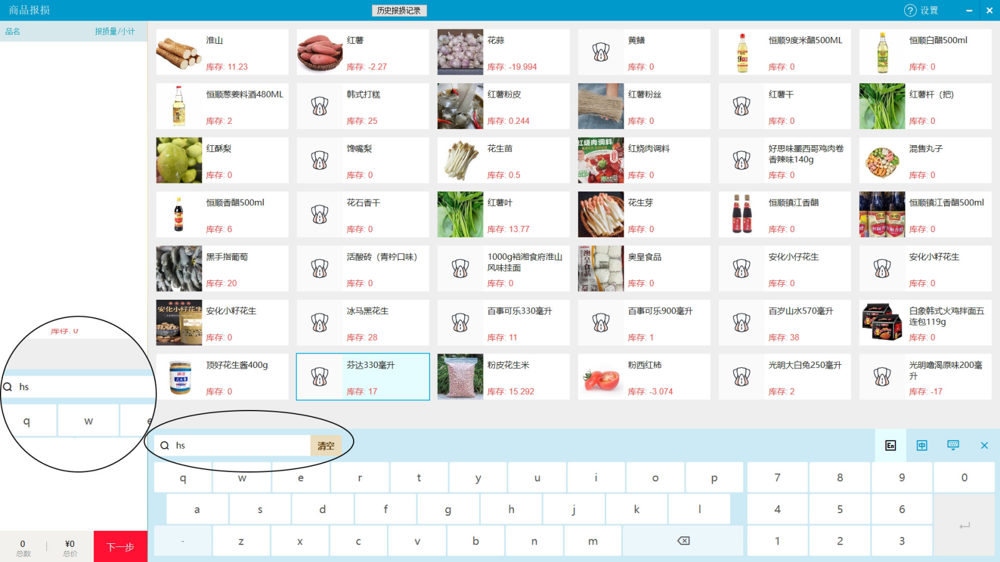 商品报损
历史报损记录
设置
品名 报损量/小计
淮山
库存: 11.23
红薯
库存: -2.27
花蒜
库存: -19.994
黄鳝
库存: 0
恒顺9度米醋500ML
库存: 0
恒顺白醋500ml
库存: 0
恒顺葱姜料酒480ML
库存: 2
韩式打糕
库存: 25
红薯粉皮
库存: 0.244
红薯粉丝
库存: 0
红薯干
库存: 0
红薯杆（把)
库存: 0
红酥梨
库存: 0
馋嘴梨
库存: 0
花生苗
库存: 0.5
红烧肉调料
红烧肉调料
库存: 0
好思味墨西哥鸡肉卷
香辣味140g
库存: 0
混售丸子
库存: 0
恒顺香醋500ml
库存: 6
花石香干
库存: 0
红薯叶
库存: 13.77
花生芽
库存: 0
恒顺镇江香醋
库存: 0
恒顺镇江香醋500ml
库存: 0
黑手指葡萄
库存: 20
活酸砖（青柠口味）
库存: 0
1000g裕湘食府淮山
风味挂面
库存: 0
澳皇食品
奥皇食品
库存: 0
安化小仔花生
库存: 0
安化小籽花生
库存: 0
安化小籽花生
安化小籽花生
库存: 0
冰马黑花生
库存: 28
百事可乐330毫升
库存: 11
百事可乐900毫升
库存: 1
百岁山水570毫升
库存: 38
白象韩式火鸡拌面五
连包119g
库存: 0
顶好花生酱400g
库存: 0
芬达330毫升
库存: 17
粉皮花生米
库存: 15.292
粉西红柿
库存: -3.074
光明大白兔250毫升
库存: 2
光明噜渴原味200毫
升
库存: -17
库存: 0
hs
q w e
hs 清空
En 中
q w e r t y u i o p 7 8 9 0
a s d f g h j k l 4 5 6
- z x c v b n m 1 2 3
0 ¥0
总数 总价
下一步